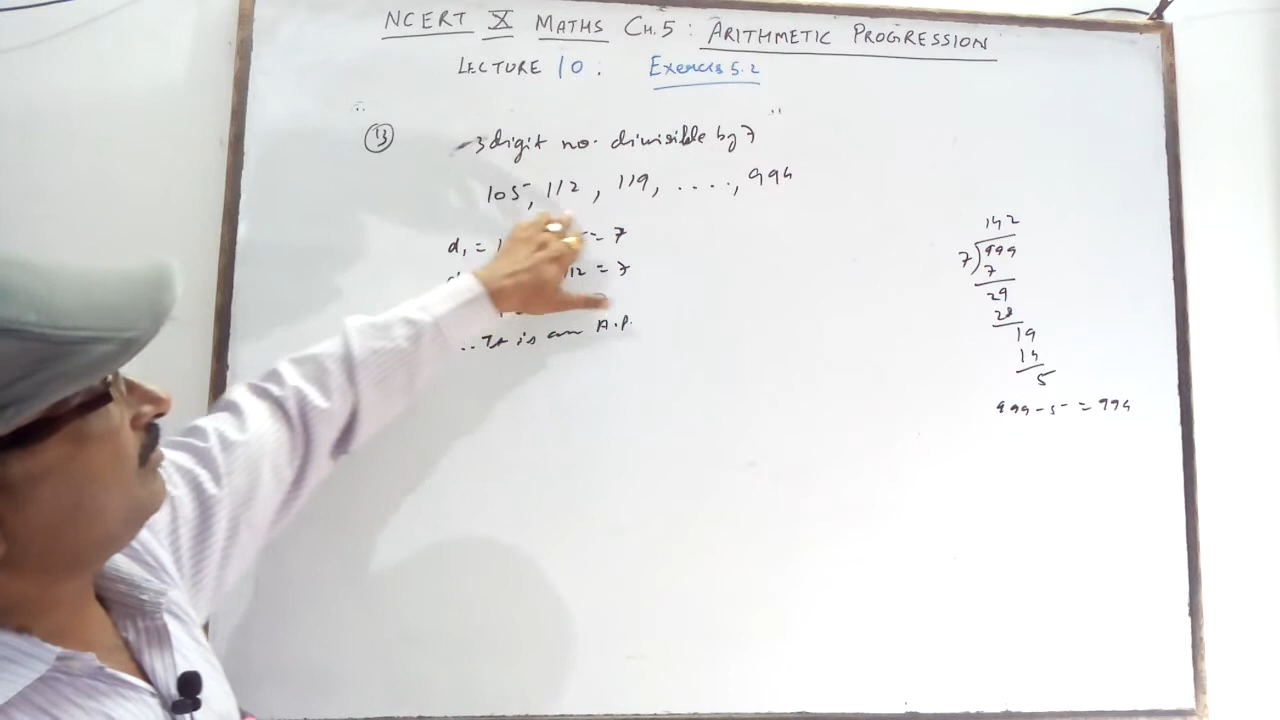 NCERT X MATHS CH.5: ARITHMETIC PROGRESSION
LECTURE 10: Exercis 5.2
(13) 3 digit no. divisible by 7
105, 112, 119, ...., 994
d₁ = = 7
12 = 7
∴ It is an A.P.
142
7)999
7
29
28
19
14
5
999-5 = 994